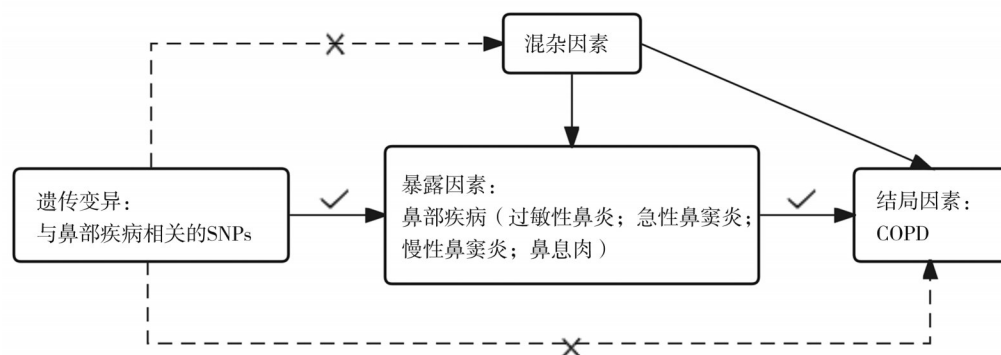 混杂因素
遗传变异：
与鼻部疾病相关的SNPs
暴露因素：
鼻部疾病（过敏性鼻炎；急性鼻窦炎；
慢性鼻窦炎；鼻息肉）
结局因素：
COPD